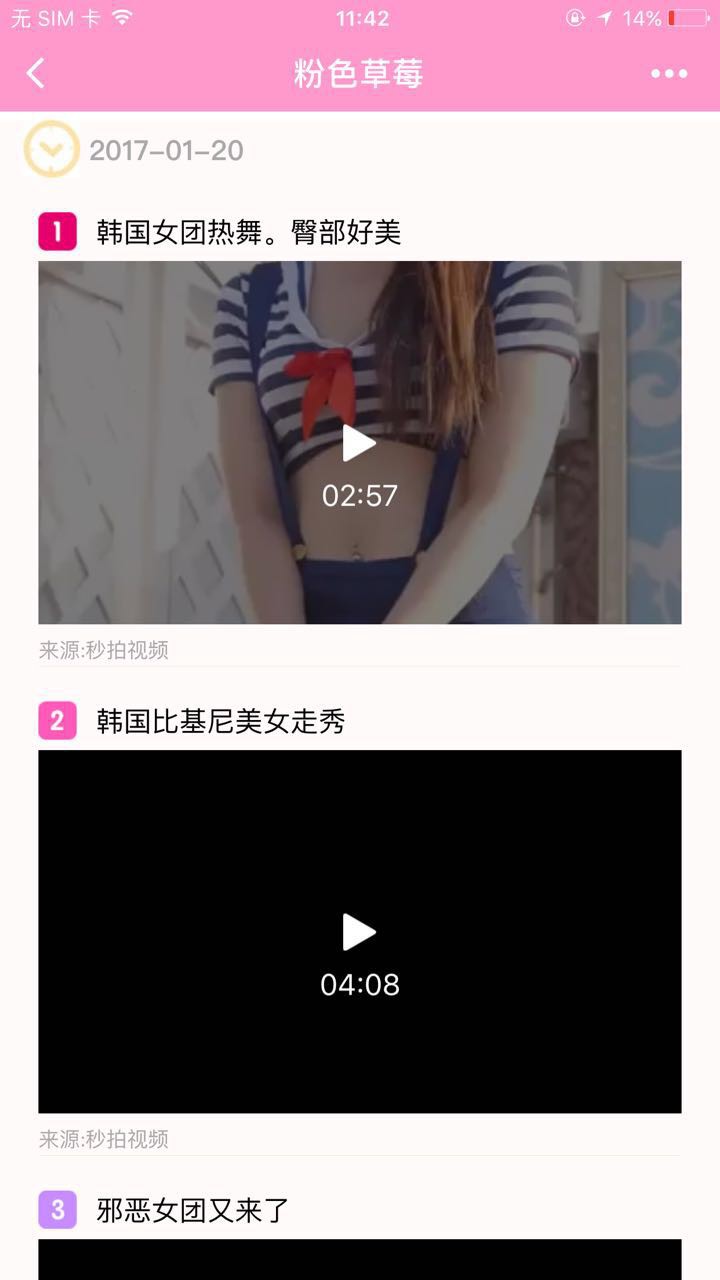 无 SIM 卡 11:42 14%
粉色草莓
2017-01-20
1 韩国女团热舞。臀部好美
02:57
来源:秒拍视频
2 韩国比基尼美女走秀
04:08
来源:秒拍视频
3 邪恶女团又来了